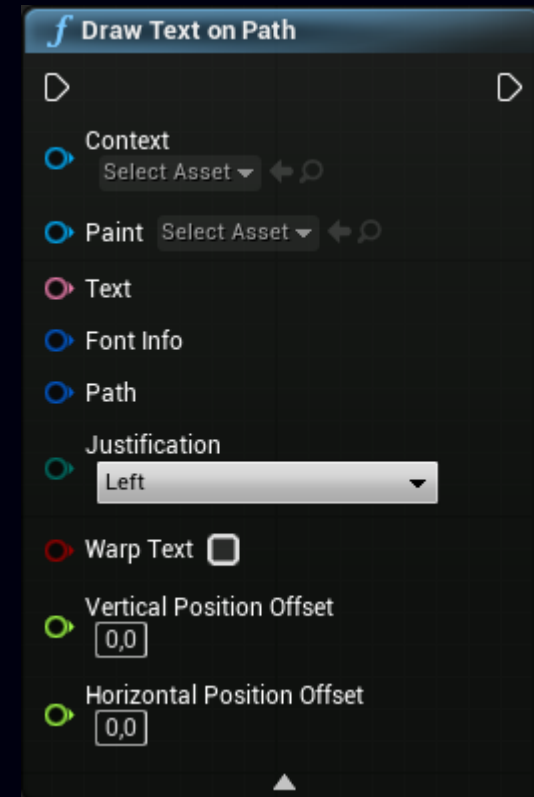 f Draw Text on Path
Context
Select Asset
Paint Select Asset
Text
Font Info
Path
Justification
Left
Warp Text
Vertical Position Offset
0,0
Horizontal Position Offset
0,0